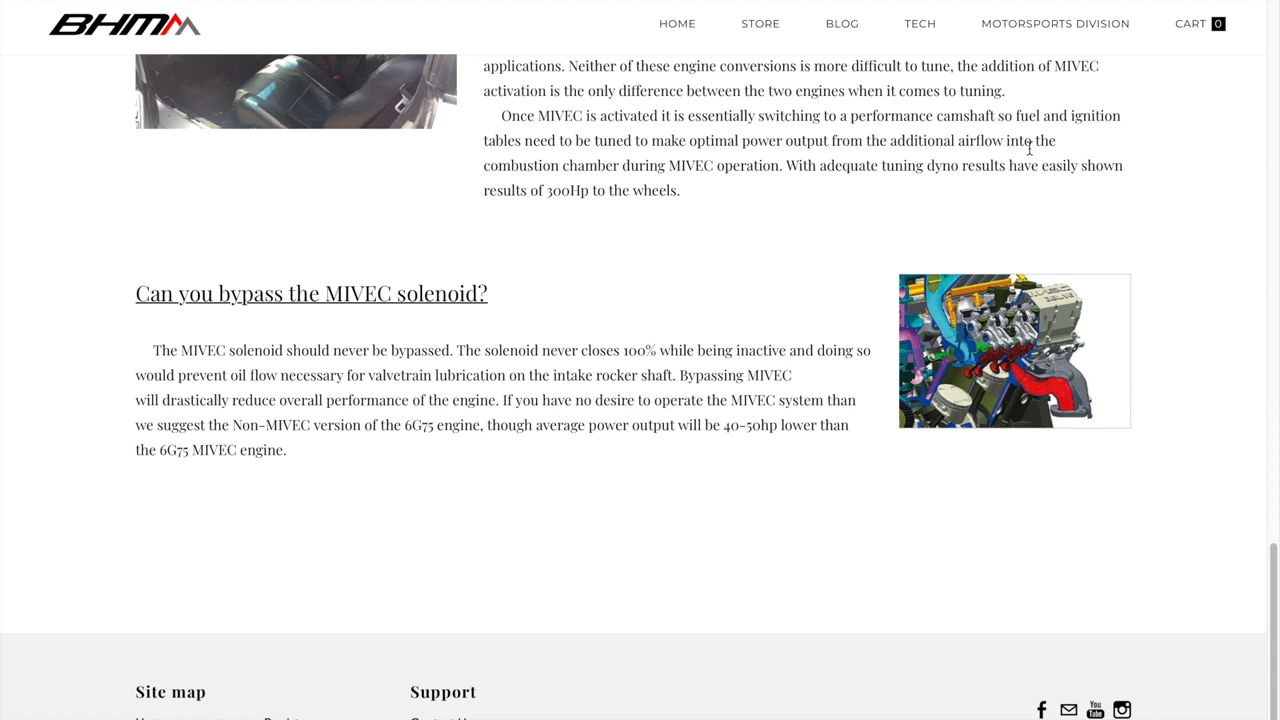 BHMM
HOME STORE BLOG TECH MOTORSPORTS DIVISION CART 0
applications. Neither of these engine conversions is more difficult to tune, the addition of MIVEC
activation is the only difference between the two engines when it comes to tuning.
Once MIVEC is activated it is essentially switching to a performance camshaft so fuel and ignition
tables need to be tuned to make optimal power output from the additional airflow into the
combustion chamber during MIVEC operation. With adequate tuning dyno results have easily shown
results of 300Hp to the wheels.
Can you bypass the MIVEC solenoid?
The MIVEC solenoid should never be bypassed. The solenoid never closes 100% while being inactive and doing so
would prevent oil flow necessary for valvetrain lubrication on the intake rocker shaft. Bypassing MIVEC
will drastically reduce overall performance of the engine. If you have no desire to operate the MIVEC system than
we suggest the Non-MIVEC version of the 6G75 engine, though average power output will be 40-50hp lower than
the 6G75 MIVEC engine.
Site map
Support
You
Tube